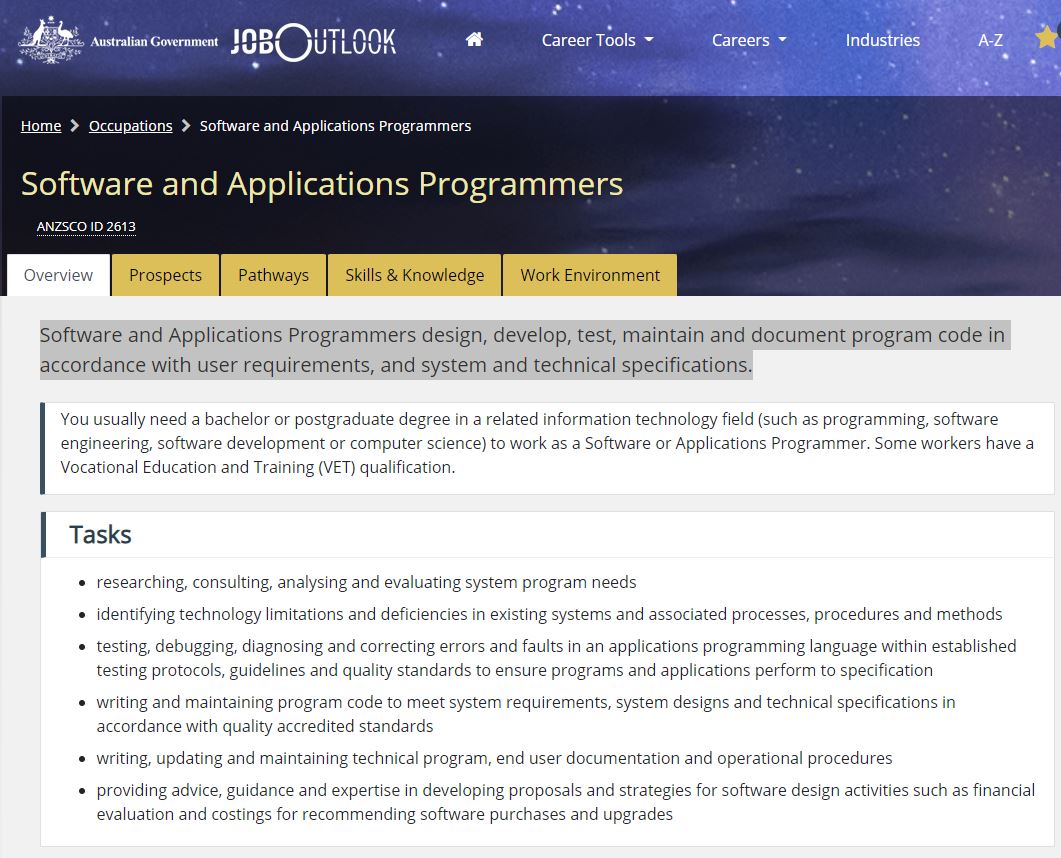 Australian Government JOBOUTLOOK
Career Tools Careers Industries A-Z
Home Occupations Software and Applications Programmers
Software and Applications Programmers
ANZSCO ID 2613
Overview Prospects Pathways Skills & Knowledge Work Environment
Software and Applications Programmers design, develop, test, maintain and document program code in
accordance with user requirements, and system and technical specifications.
You usually need a bachelor or postgraduate degree in a related information technology field (such as programming, software
engineering, software development or computer science) to work as a Software or Applications Programmer. Some workers have a
Vocational Education and Training (VET) qualification.
Tasks
• researching, consulting, analysing and evaluating system program needs
• identifying technology limitations and deficiencies in existing systems and associated processes, procedures and methods
• testing, debugging, diagnosing and correcting errors and faults in an applications programming language within established
testing protocols, guidelines and quality standards to ensure programs and applications perform to specification
• writing and maintaining program code to meet system requirements, system designs and technical specifications in
accordance with quality accredited standards
• writing, updating and maintaining technical program, end user documentation and operational procedures
• providing advice, guidance and expertise in developing proposals and strategies for software design activities such as financial
evaluation and costings for recommending software purchases and upgrades